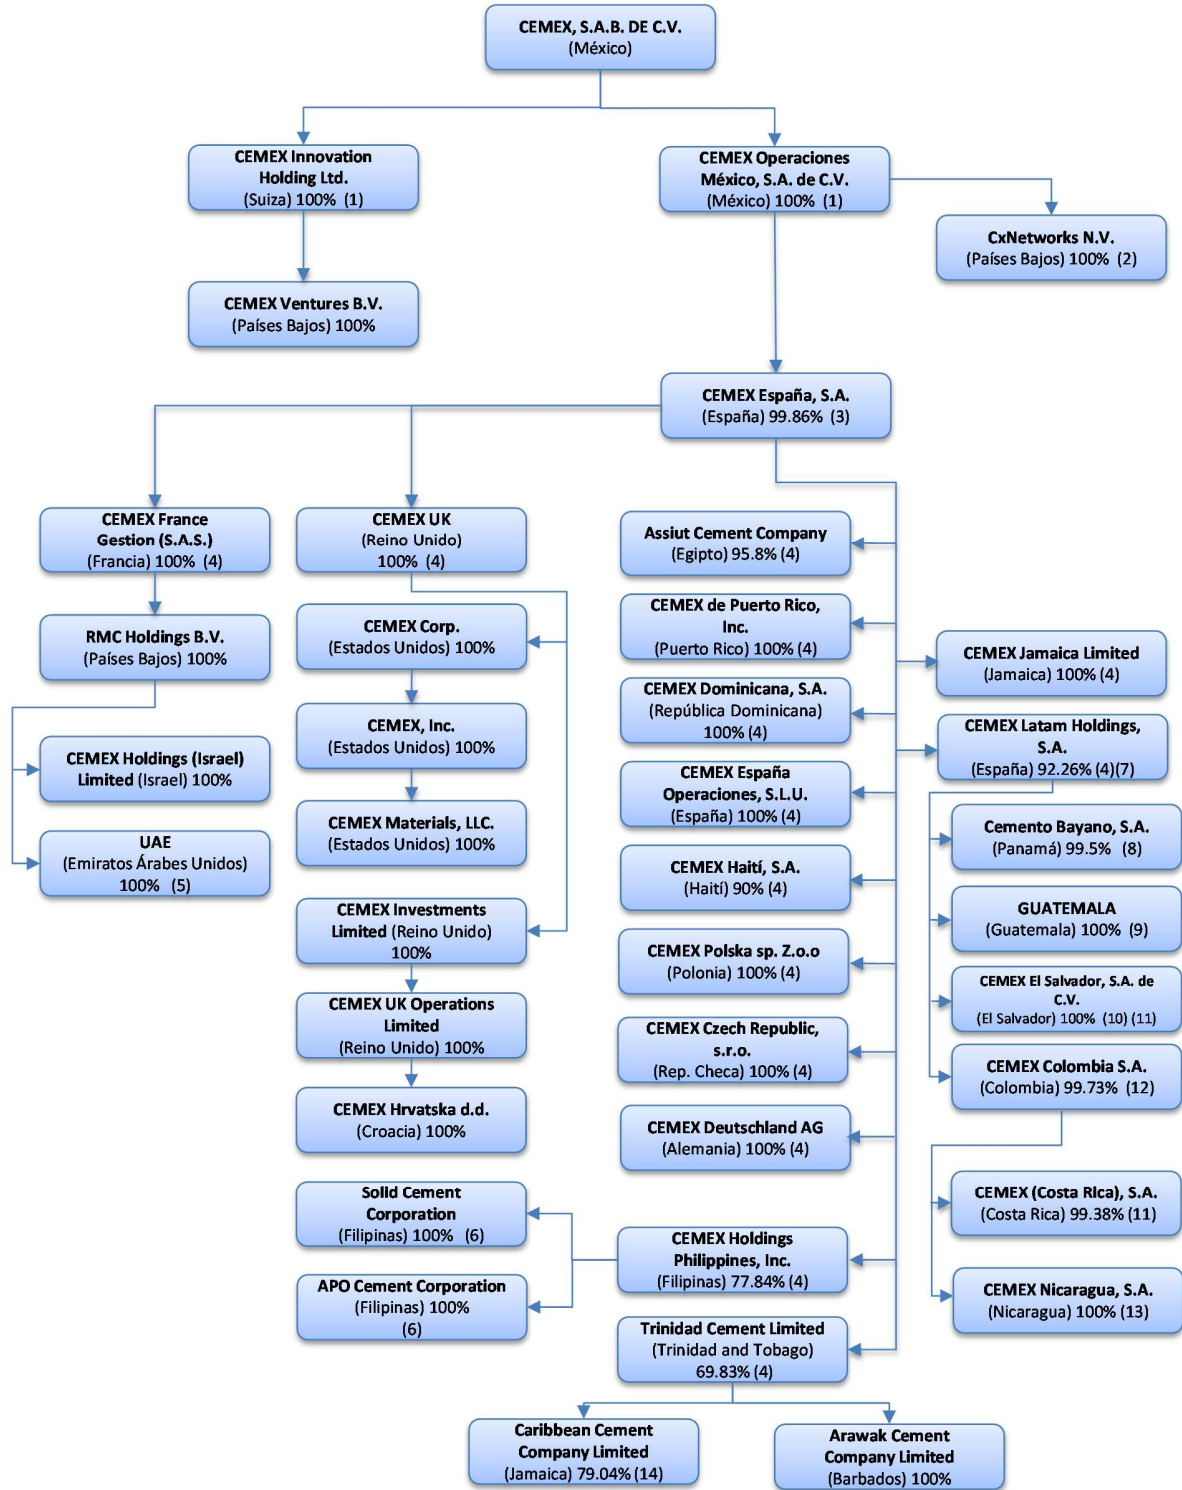 CEMEX, S.A.B. DE C.V.
(México)
CEMEX Innovation
Holding Ltd.
(Suiza) 100% (1)
CEMEX Operaciones
México, S.A. de C.V.
(México) 100% (1)
CxNetworks N.V.
(Países Bajos) 100% (2)
CEMEX Ventures B.V.
(Países Bajos) 100%
CEMEX España, S.A.
(España) 99.86% (3)
CEMEX France
Gestion (S.A.S.)
(Francia) 100% (4)
RMC Holdings B.V.
(Países Bajos) 100%
CEMEX Holdings (Israel)
Limited (Israel) 100%
UAE
(Emiratos Árabes Unidos)
100% (5)
CEMEX UK
(Reino Unido)
100% (4)
CEMEX Corp.
(Estados Unidos) 100%
CEMEX, Inc.
(Estados Unidos) 100%
CEMEX Materials, LLC.
(Estados Unidos) 100%
CEMEX Investments
Limited (Reino Unido)
100%
CEMEX UK Operations
Limited
(Reino Unido) 100%
CEMEX Hrvatska d.d.
(Croacia) 100%
Solid Cement
Corporation
(Filipinas) 100% (6)
APO Cement Corporation
(Filipinas) 100%
(6)
Assiut Cement Company
(Egipto) 95.8% (4)
CEMEX de Puerto Rico,
Inc.
(Puerto Rico) 100% (4)
CEMEX Dominicana, S.A.
(República Dominicana)
100% (4)
CEMEX España
Operaciones, S.L.U.
(España) 100% (4)
CEMEX Haití, S.A.
(Haití) 90% (4)
CEMEX Polska sp. Z.o.o
(Polonia) 100% (4)
CEMEX Czech Republic,
s.r.o.
(Rep. Checa) 100% (4)
CEMEX Deutschland AG
(Alemania) 100% (4)
CEMEX Holdings
Philippines, Inc.
(Filipinas) 77.84% (4)
Trinidad Cement Limited
(Trinidad and Tobago)
69.83% (4)
CEMEX Jamaica Limited
(Jamaica) 100% (4)
CEMEX Latam Holdings,
S.A.
(España) 92.26% (4)(7)
Cemento Bayano, S.A.
(Panamá) 99.5% (8)
GUATEMALA
(Guatemala) 100% (9)
CEMEX El Salvador, S.A. de
C.V.
(El Salvador) 100% (10) (11)
CEMEX Colombia S.A.
(Colombia) 99.73% (12)
CEMEX (Costa Rica), S.A.
(Costa Rica) 99.38% (11)
CEMEX Nicaragua, S.A.
(Nicaragua) 100% (13)
Caribbean Cement
Company Limited
(Jamaica) 79.04% (14)
Arawak Cement
Company Limited
(Barbados) 100%